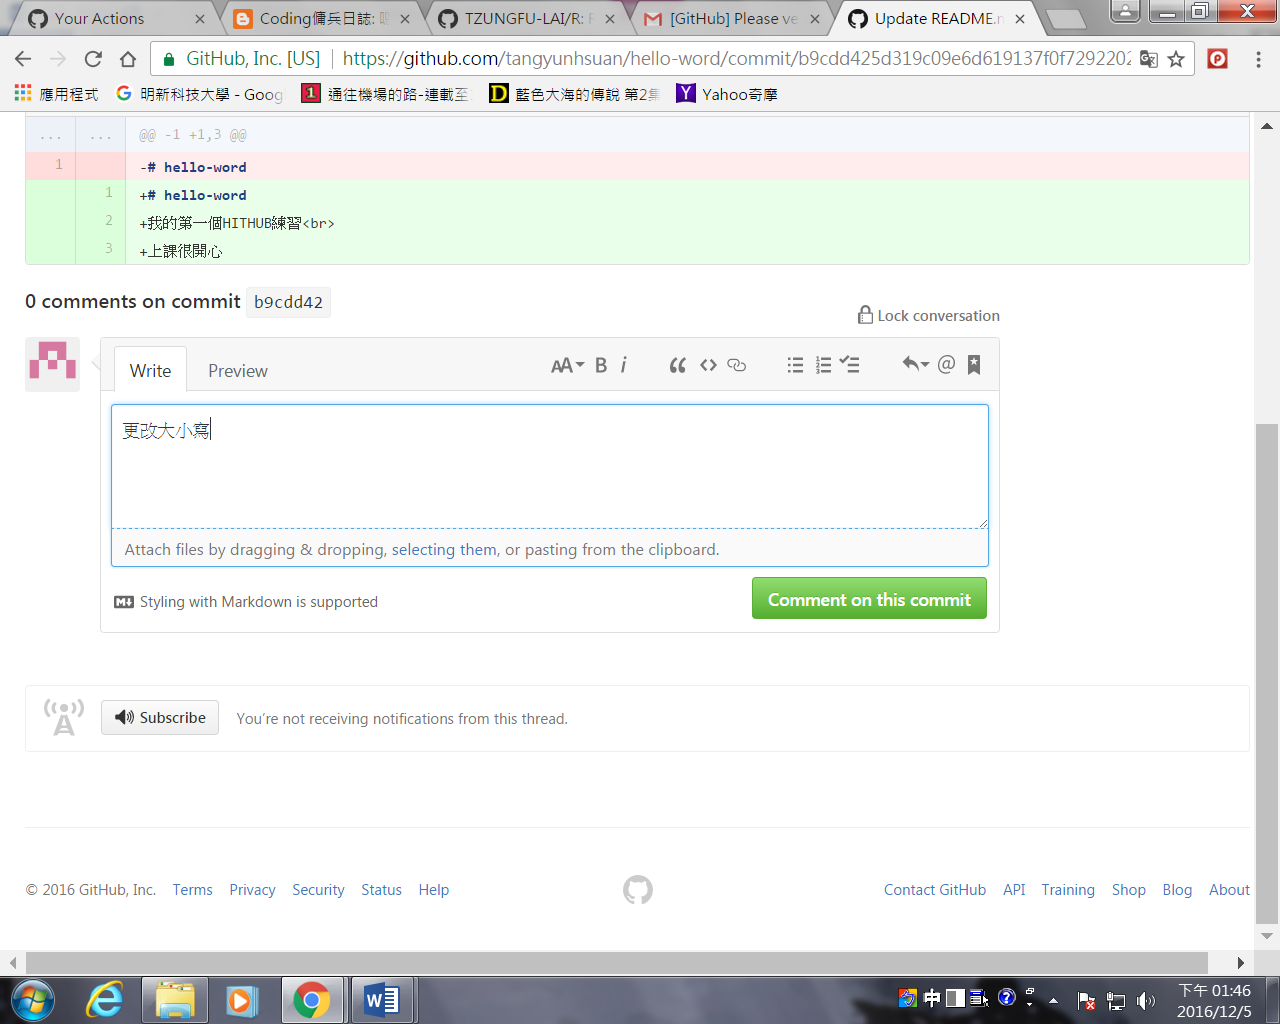 Your Actions
Coding傭兵日誌:
TZUNGFU-LAI/R:
[GitHub] Please ve
Update README.m
GitHub, Inc. [US]
https://github.com/tangyunhsuan/hello-word/commit/b9cdd425d319c09e6d619137f0f7292202
應用程式
明新科技大學 - Goog
通往機場的路-連載至
藍色大海的傳說 第2集
Yahoo奇摩
... ... @@ -1 +1,3 @@
1 -# hello-word
1 +# hello-word
2 +我的第一個HITHUB練習<br>
3 +上課很開心
0 comments on commit b9cdd42
Lock conversation
Write
Preview
更改大小寫
Attach files by dragging & dropping, selecting them, or pasting from the clipboard.
Styling with Markdown is supported
Comment on this commit
Subscribe
You're not receiving notifications from this thread.
© 2016 GitHub, Inc. Terms Privacy Security Status Help
Contact GitHub API Training Shop Blog About
中
下午 01:46
2016/12/5